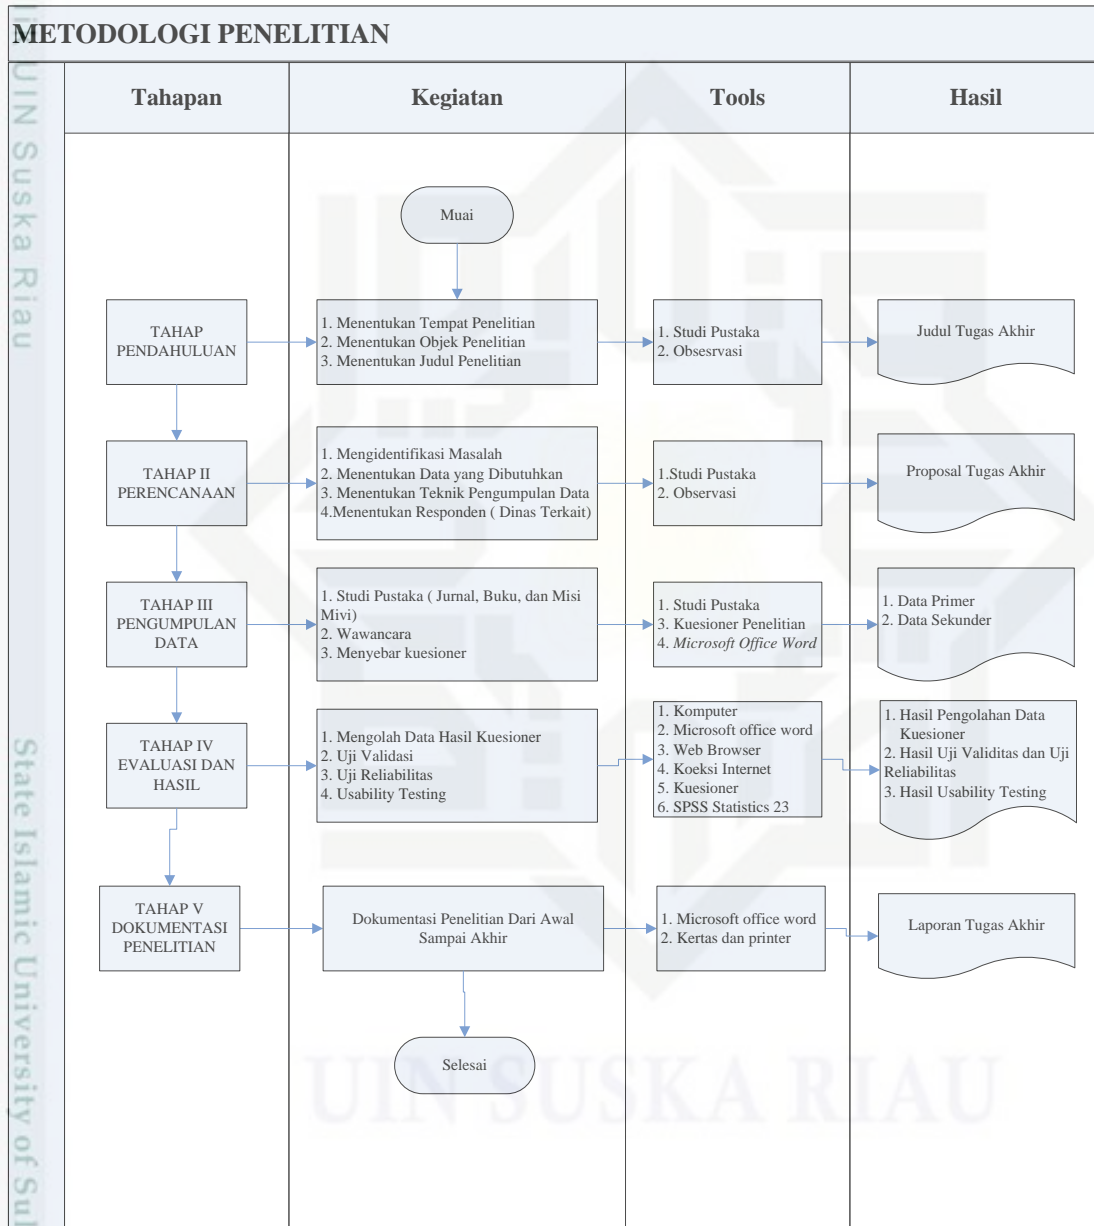 METODOLOGI PENELITIAN
Tahapan
Kegiatan
Tools
Hasil
Muai
TAHAP
PENDAHULUAN
1. Menentukan Tempat Penelitian
2. Menentukan Objek Penelitian
3. Menentukan Judul Penelitian
1. Studi Pustaka
2. Obsesrvasi
Judul Tugas Akhir
TAHAP II
PERENCANAAN
1. Mengidentifikasi Masalah
2. Menentukan Data yang Dibutuhkan
3. Menentukan Teknik Pengumpulan Data
4.Menentukan Responden ( Dinas Terkait)
1.Studi Pustaka
2. Observasi
Proposal Tugas Akhir
TAHAP III
PENGUMPULAN
DATA
1. Studi Pustaka ( Jurnal, Buku, dan Misi
Mivi)
2. Wawancara
3. Menyebar kuesioner
1. Studi Pustaka
3. Kuesioner Penelitian
4. Microsoft Office Word
1. Data Primer
2. Data Sekunder
TAHAP IV
EVALUASI DAN
HASIL
1. Mengolah Data Hasil Kuesioner
2. Uji Validasi
3. Uji Reliabilitas
4. Usability Testing
1. Komputer
2. Microsoft office word
3. Web Browser
4. Koeksi Internet
5. Kuesioner
6. SPSS Statistics 23
1. Hasil Pengolahan Data
Kuesioner
2. Hasil Uji Validitas dan Uji
Reliabilitas
3. Hasil Usability Testing
TAHAP V
DOKUMENTASI
PENELITIAN
Dokumentasi Penelitian Dari Awal
Sampai Akhir
1. Microsoft office word
2. Kertas dan printer
Laporan Tugas Akhir
Selesai
UIN SUSKA RIAU
UIN Suska Riau
State Islamic University of Sul